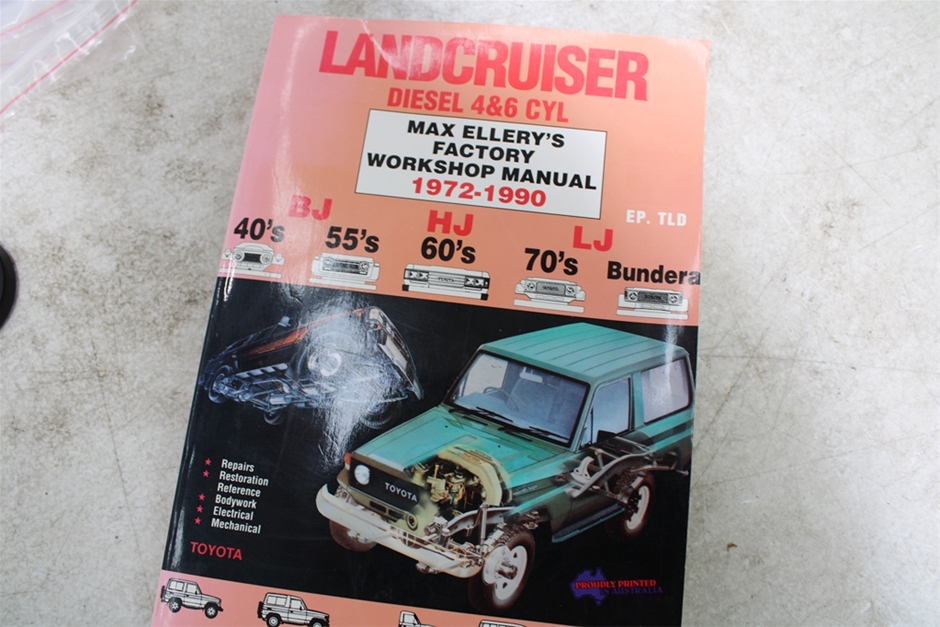 LANDCRUISER
DIESEL 4&6 CYL
MAX ELLERY'S
FACTORY
WORKSHOP MANUAL
1972-1990
EP. TLD
BJ HJ LJ
40's 55's 60's 70's Bundera
TOYOTA
Repairs
Restoration
Reference
Bodywork
Electrical
Mechanical
TOYOTA
PROUDLY PRINTED
IN AUSTRALIA